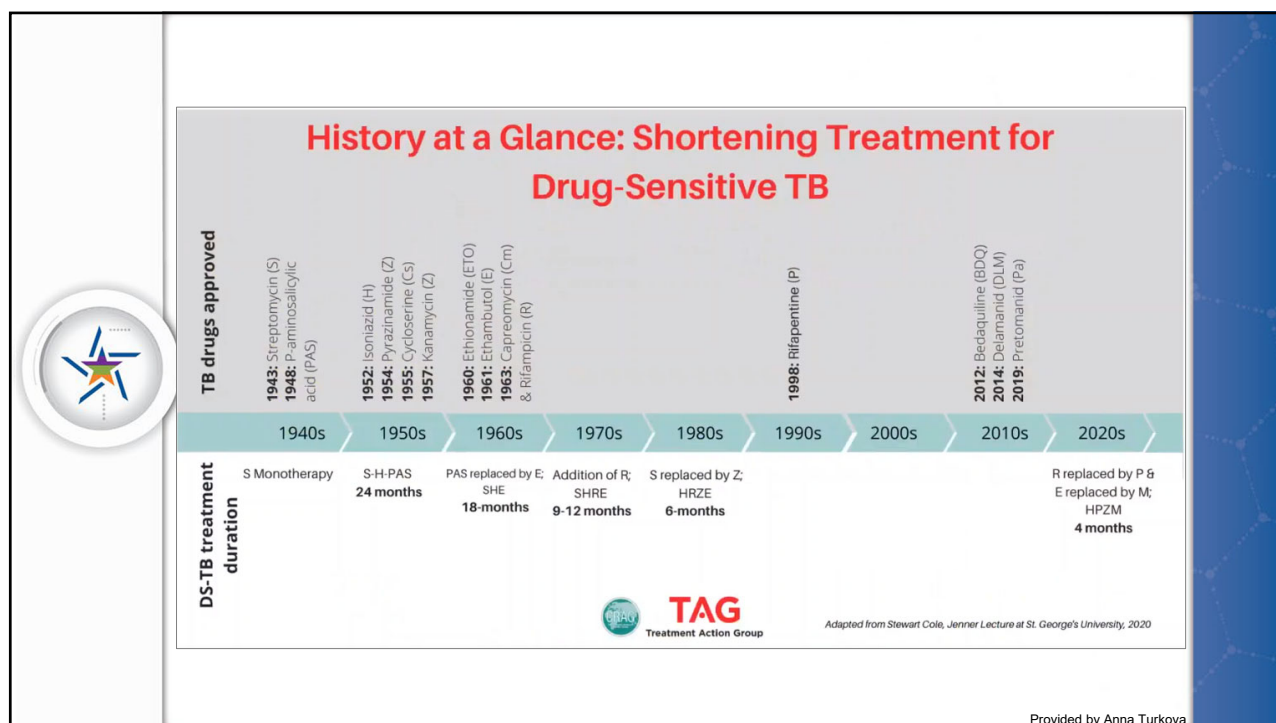 History at a Glance: Shortening Treatment for
Drug-Sensitive TB
TB drugs approved
1943: Streptomycin (S)
1948: P-aminosalicylic
acid (PAS)
1952: Isoniazid (H)
1954: Pyrazinamide (Z)
1955: Cycloserine (Cs)
1957: Kanamycin (Z)
1960: Ethionamide (ETO)
1961: Ethambutol (E)
1963: Capreomycin (Cm)
& Rifampicin (R)
1998: Rifapentine (P)
2012: Bedaquiline (BDQ)
2014: Delamanid (DLM)
2019: Pretomanid (Pa)
1940s
1950s
1960s
1970s
1980s
1990s
2000s
2010s
2020s
DS-TB treatment
duration
S Monotherapy
S-H-PAS
24 months
PAS replaced by E;
SHE
18-months
Addition of R;
SHRE
9-12 months
S replaced by Z;
HRZE
6-months
R replaced by P &
E replaced by M;
HPZM
4 months
TAG
Treatment Action Group
Adapted from Stewart Cole, Jenner Lecture at St. George's University, 2020
Provided by Anna Turkova